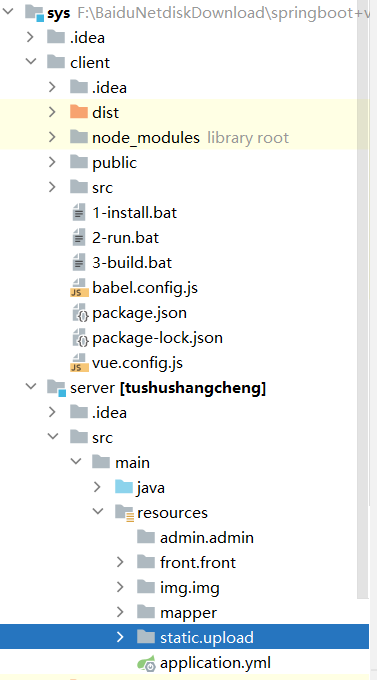 sys F:\BaiduNetdiskDownload\springboot+v
.idea
client
.idea
dist
node_modules library root
public
src
1-install.bat
2-run.bat
3-build.bat
babel.config.js
package.json
package-lock.json
vue.config.js
server [tushushangcheng]
.idea
src
main
java
resources
admin.admin
front.front
img.img
mapper
static.upload
application.yml